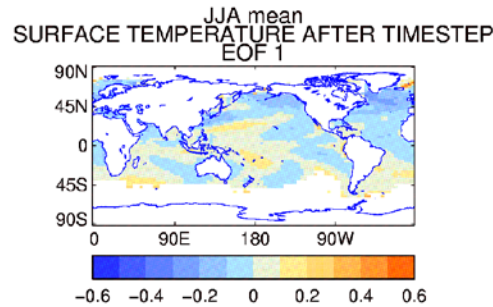 JJA mean
SURFACE TEMPERATURE AFTER TIMESTEP
EOF 1
90N
45N
0
45S
90S
0 90E 180 90W
−0.6 −0.4 −0.2 0 0.2 0.4 0.6